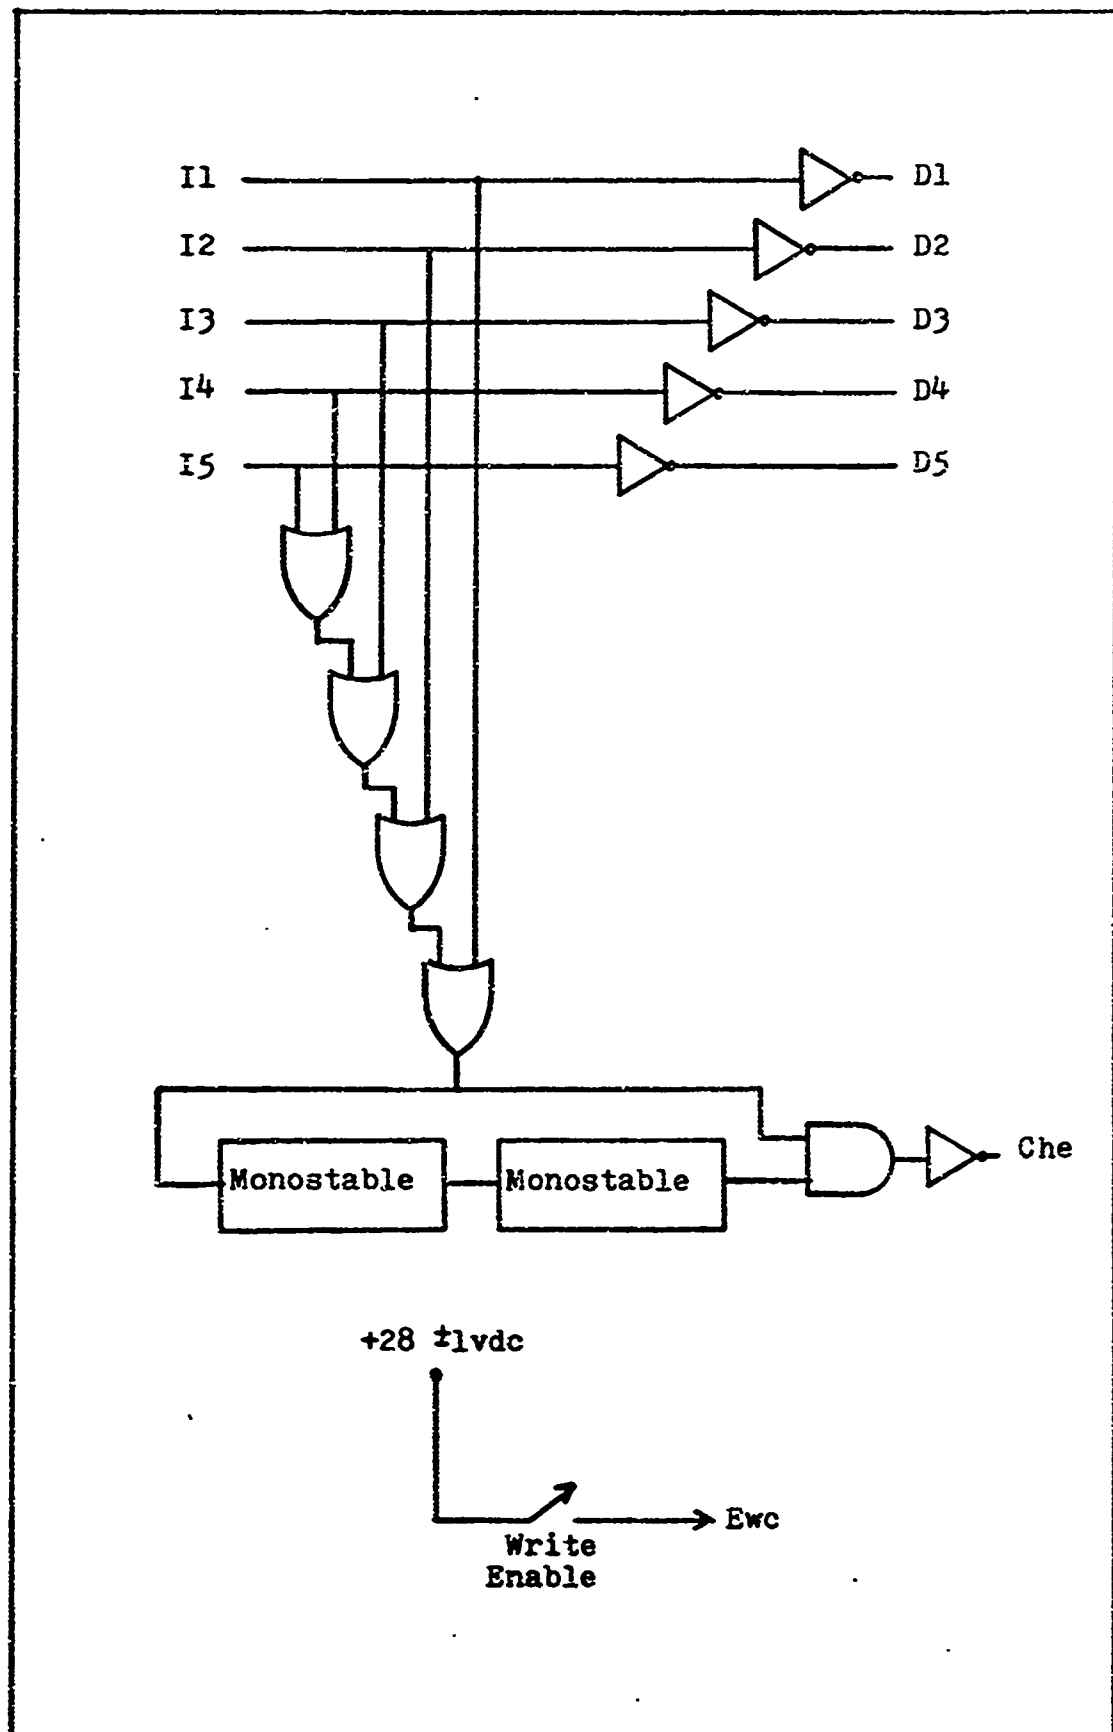 I1 D1
I2 D2
I3 D3
I4 D4
I5 D5
Che
Monostable Monostable
+28 ±1vdc
Ewc
Write
Enable